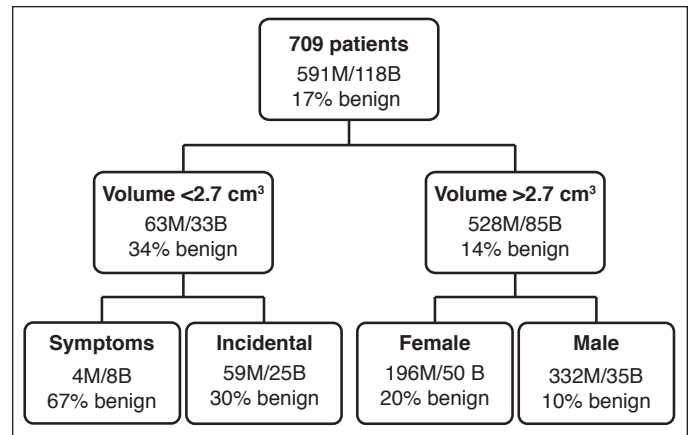 709 patients
591M/118B
17% benign
Volume <2.7 cm³
63M/33B
34% benign
Volume >2.7 cm³
528M/85B
14% benign
Symptoms
4M/8B
67% benign
Incidental
59M/25B
30% benign
Female
196M/50 B
20% benign
Male
332M/35B
10% benign